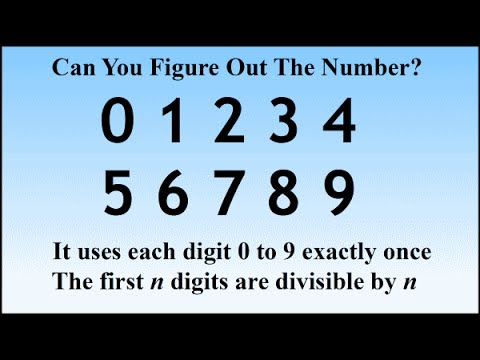 Can You Figure Out The Number?
0 1 2 3 4
5 6 7 8 9
It uses each digit 0 to 9 exactly once
The first n digits are divisible by n